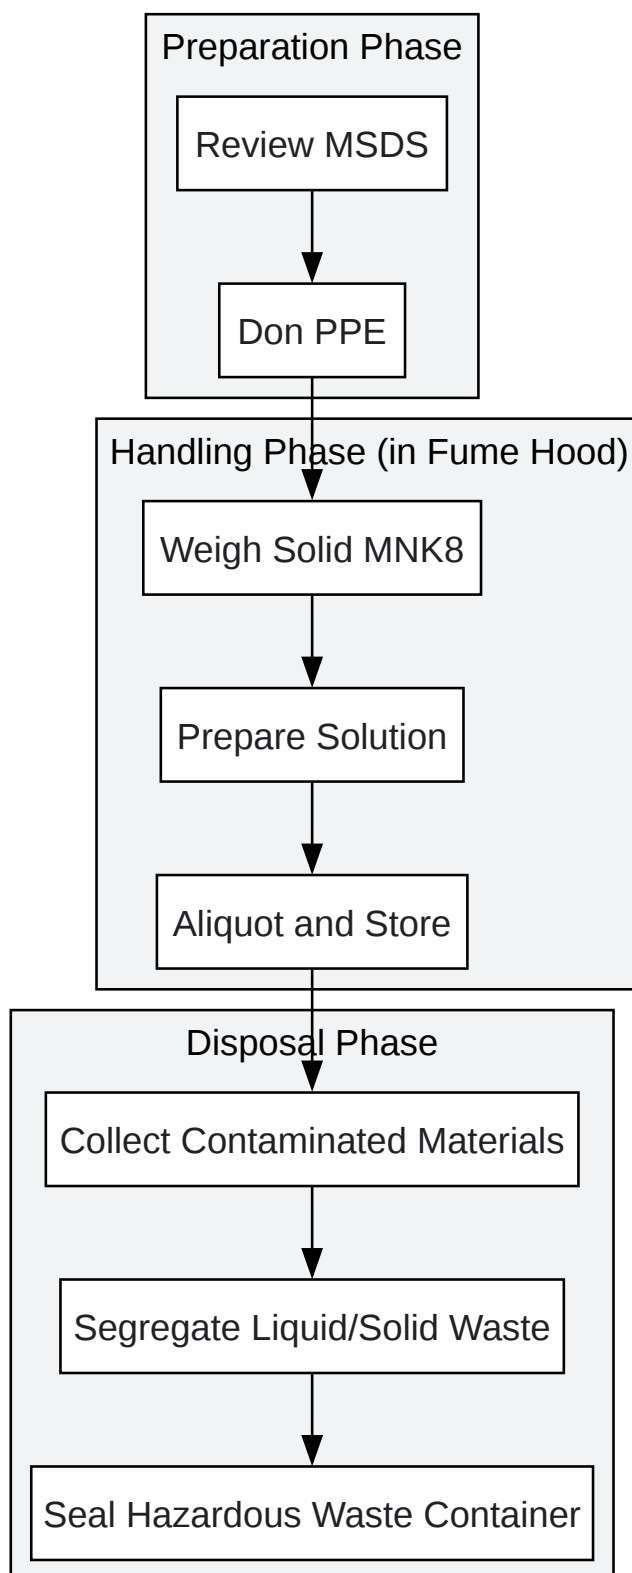 Preparation Phase
Review MSDS
Don PPE
Handling Phase (in Fume Hood)
Weigh Solid MNK8
Prepare Solution
Aliquot and Store
Disposal Phase
Collect Contaminated Materials
Segregate Liquid/Solid Waste
Seal Hazardous Waste Container